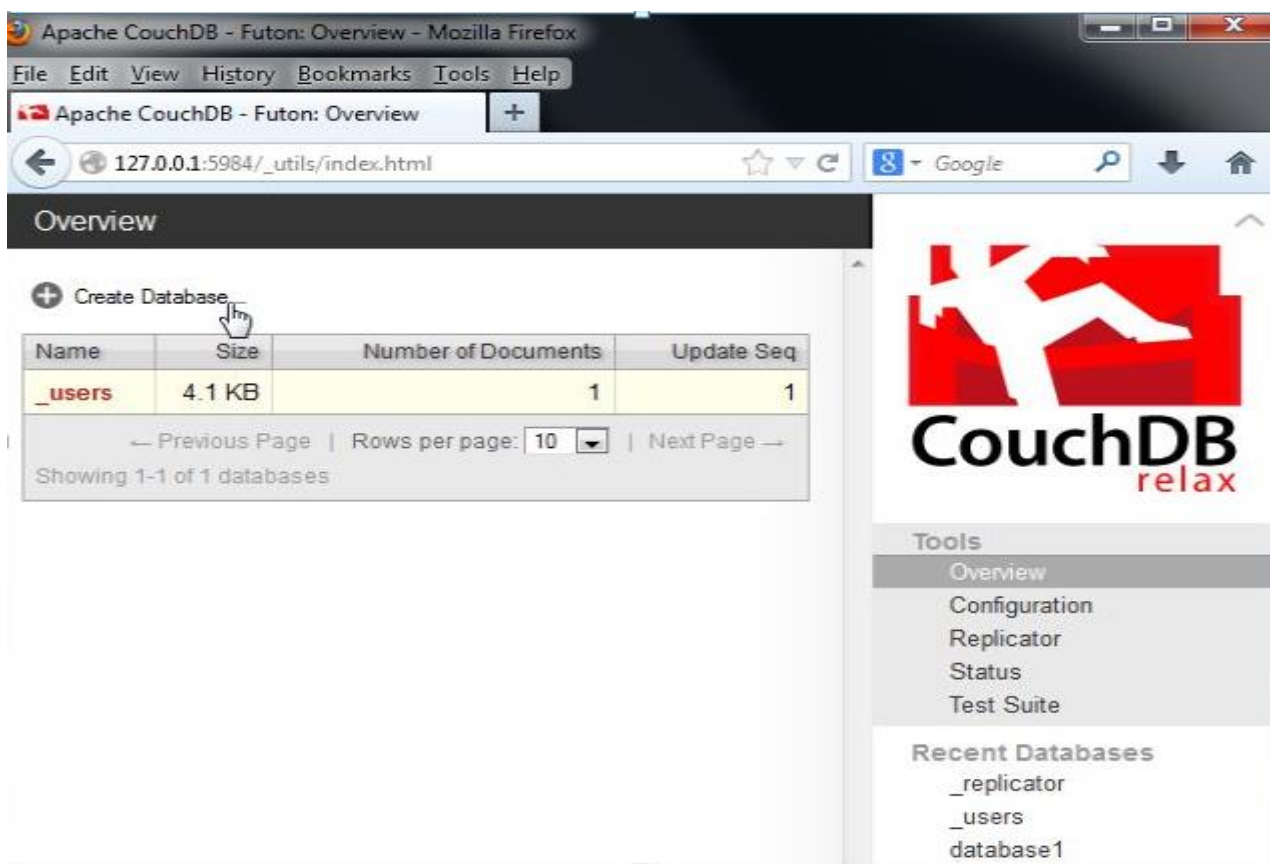 Apache CouchDB - Futon: Overview - Mozilla Firefox
File Edit View History Bookmarks Tools Help
Apache CouchDB - Futon: Overview
127.0.0.1:5984/_utils/index.html
8 Google
Overview
Create Database...
Name Size Number of Documents Update Seq
_users 4.1 KB 1 1
← Previous Page | Rows per page: 10 | Next Page →
Showing 1-1 of 1 databases
CouchDB
relax
Tools
Overview
Configuration
Replicator
Status
Test Suite
Recent Databases
_replicator
_users
database1